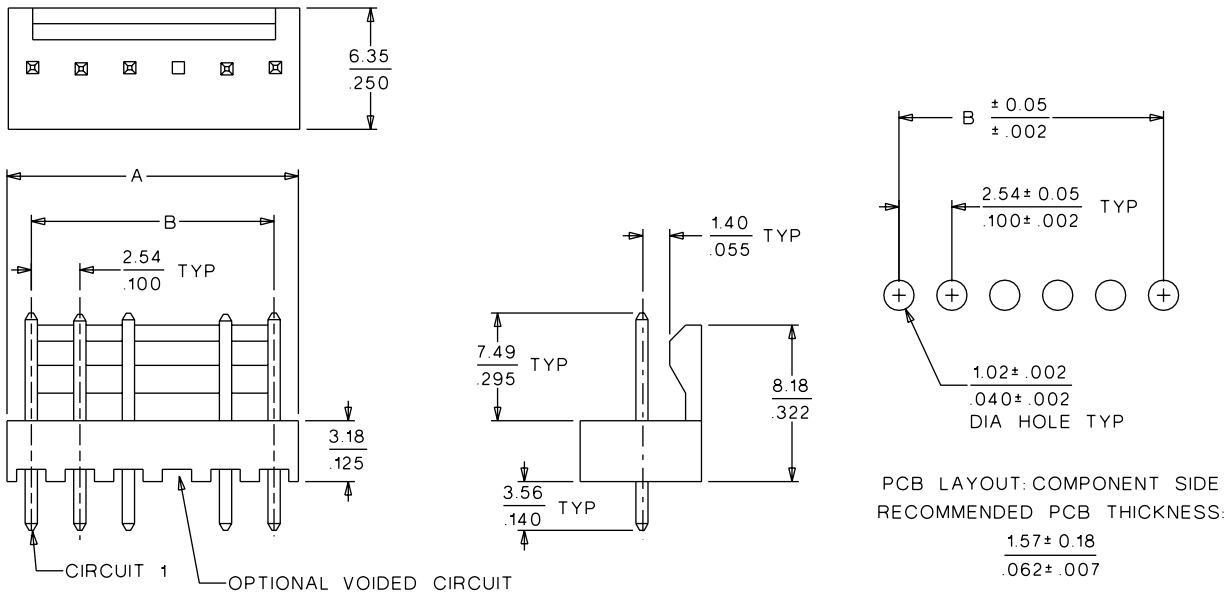 6.35
.250
A
B
2.54
.100
TYP
3.18
.125
CIRCUIT 1
OPTIONAL VOIDED CIRCUIT
1.40
.055
TYP
7.49
.295
TYP
8.18
.322
3.56
.140
TYP
B ± 0.05
± .002
2.54± 0.05
.100± .002
TYP
1.02± .002
.040± .002
DIA HOLE TYP
PCB LAYOUT: COMPONENT SIDE
RECOMMENDED PCB THICKNESS:
1.57± 0.18
.062± .007